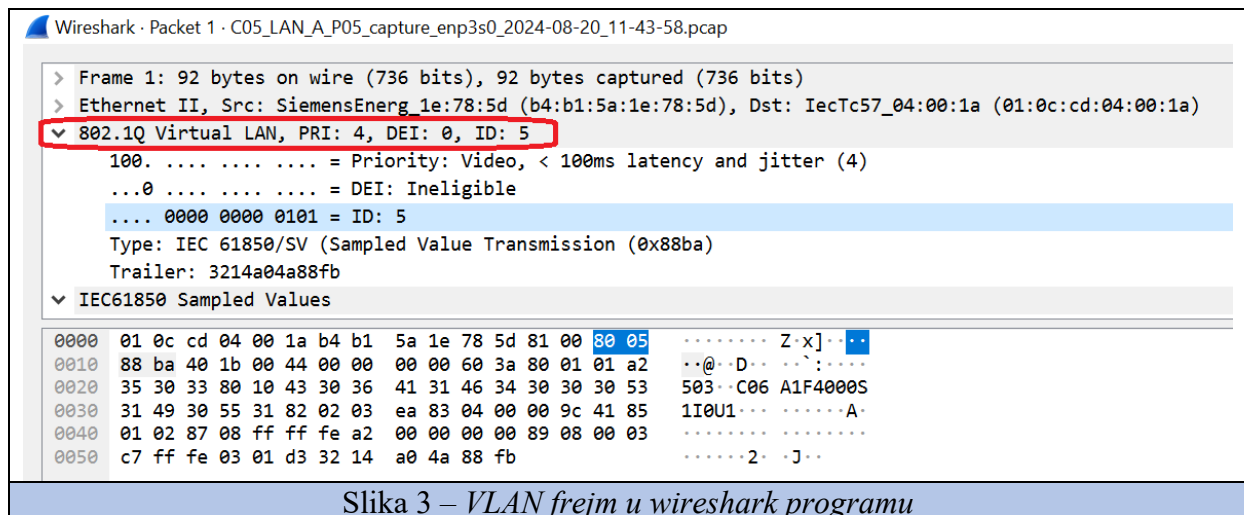 Wireshark · Packet 1 · C05_LAN_A_P05_capture_enp3s0_2024-08-20_11-43-58.pcap
> Frame 1: 92 bytes on wire (736 bits), 92 bytes captured (736 bits)
> Ethernet II, Src: SiemensEnerg_1e:78:5d (b4:b1:5a:1e:78:5d), Dst: IecTc57_04:00:1a (01:0c:cd:04:00:1a)
802.1Q Virtual LAN, PRI: 4, DEI: 0, ID: 5
100. .... .... .... = Priority: Video, < 100ms latency and jitter (4)
...0 .... .... .... = DEI: Ineligible
.... 0000 0000 0101 = ID: 5
Type: IEC 61850/SV (Sampled Value Transmission (0x88ba)
Trailer: 3214a04a88fb
IEC61850 Sampled Values
0000 01 0c cd 04 00 1a b4 b1 5a 1e 78 5d 81 00 80 05 ········ Z·x]····
0010 88 ba 40 1b 00 44 00 00 00 00 60 3a 80 01 01 a2 ··@··D·· ··`:····
0020 35 30 33 80 10 43 30 36 41 31 46 34 30 30 30 53 503··C06 A1F4000S
0030 31 49 30 55 31 82 02 03 ea 83 04 00 00 9c 41 85 1I0U1··· ······A·
0040 01 02 87 08 ff ff fe a2 00 00 00 00 89 08 00 03 ········ ········
0050 c7 ff fe 03 01 d3 32 14 a0 4a 88 fb ······2· ·J··
Slika 3 – VLAN frejm u wireshark programu